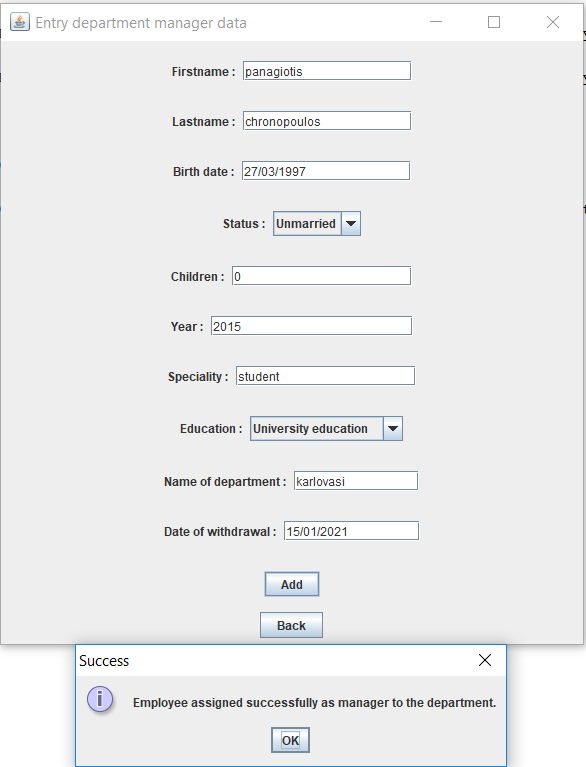 Entry department manager data
Firstname : panagiotis
Lastname : chronopoulos
Birth date : 27/03/1997
Status : Unmarried
Children : 0
Year : 2015
Speciality : student
Education : University education
Name of department : karlovasi
Date of withdrawal : 15/01/2021
Add
Back
Success
Employee assigned successfully as manager to the department.
OK